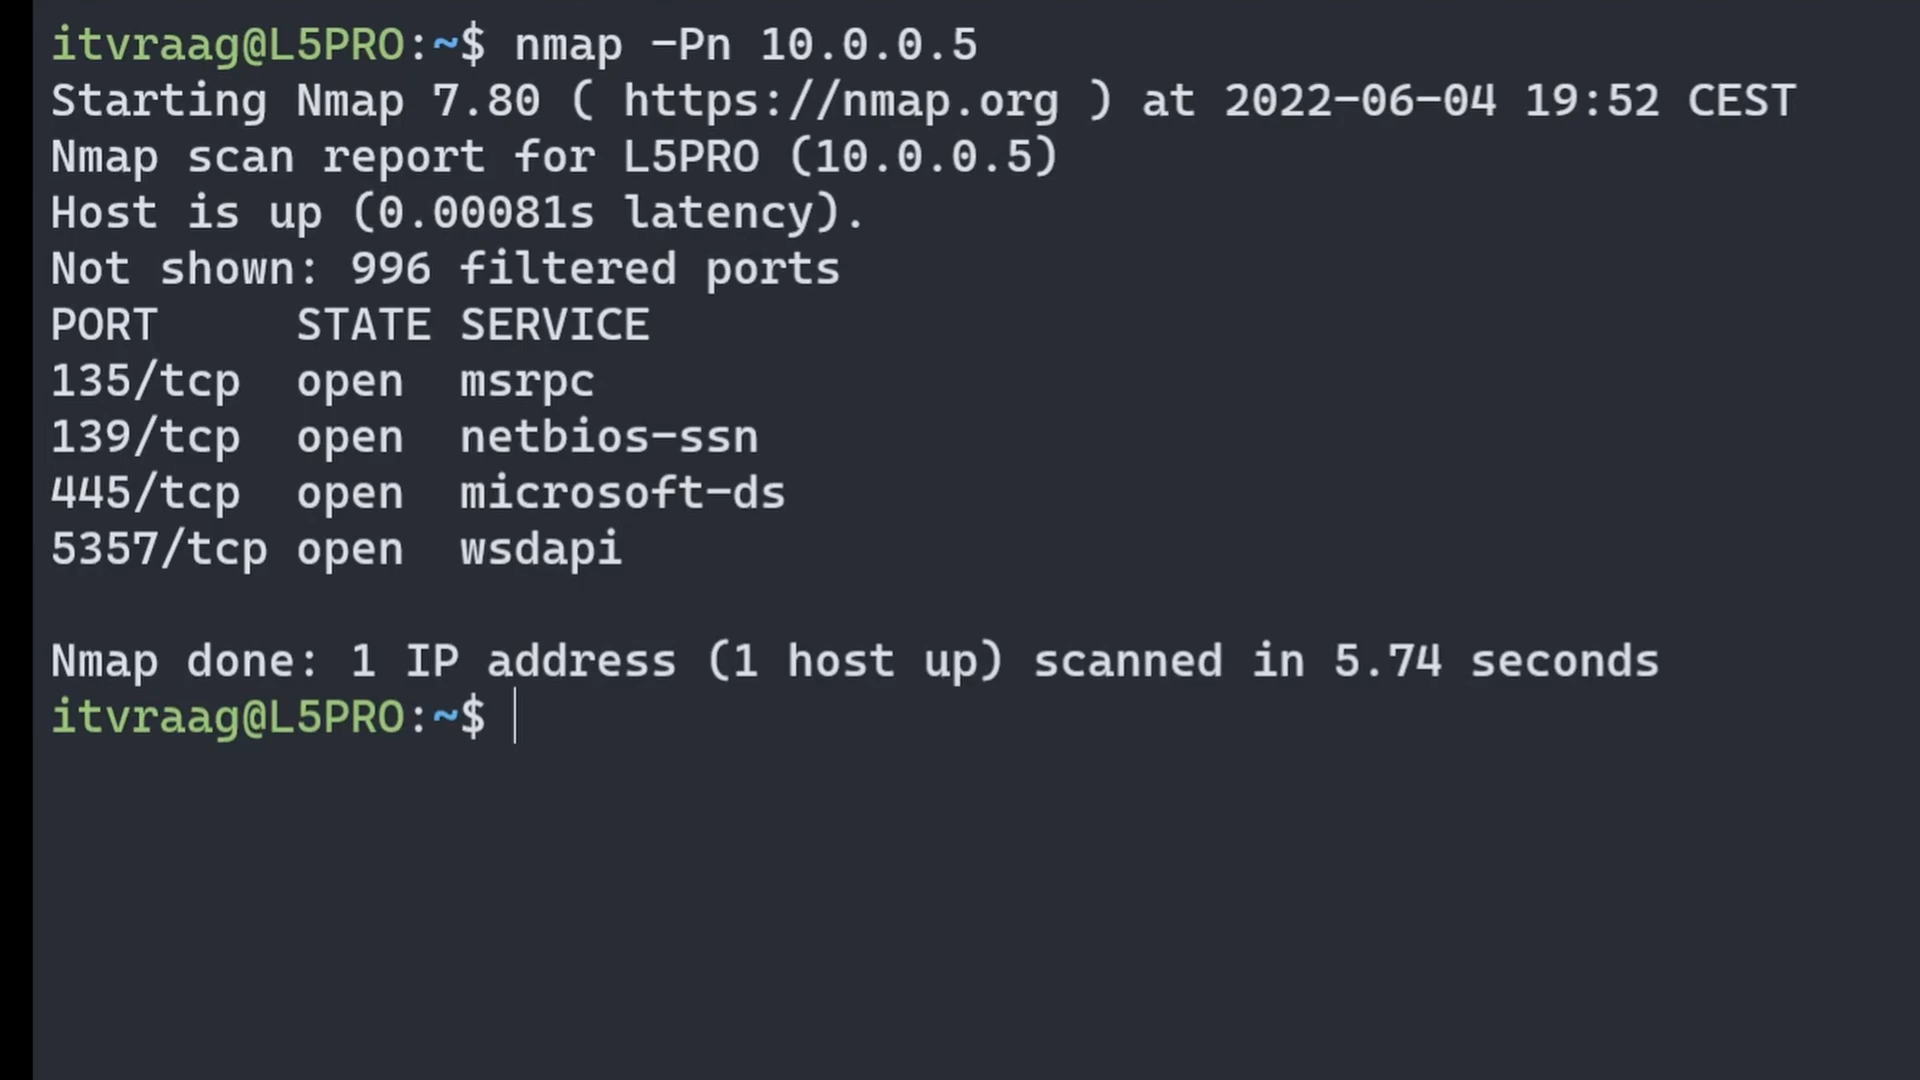 itvraag@L5PRO:~$ nmap -Pn 10.0.0.5
Starting Nmap 7.80 ( https://nmap.org ) at 2022-06-04 19:52 CEST
Nmap scan report for L5PRO (10.0.0.5)
Host is up (0.00081s latency).
Not shown: 996 filtered ports
PORT     STATE SERVICE
135/tcp  open  msrpc
139/tcp  open  netbios-ssn
445/tcp  open  microsoft-ds
5357/tcp open  wsdapi

Nmap done: 1 IP address (1 host up) scanned in 5.74 seconds
itvraag@L5PRO:~$